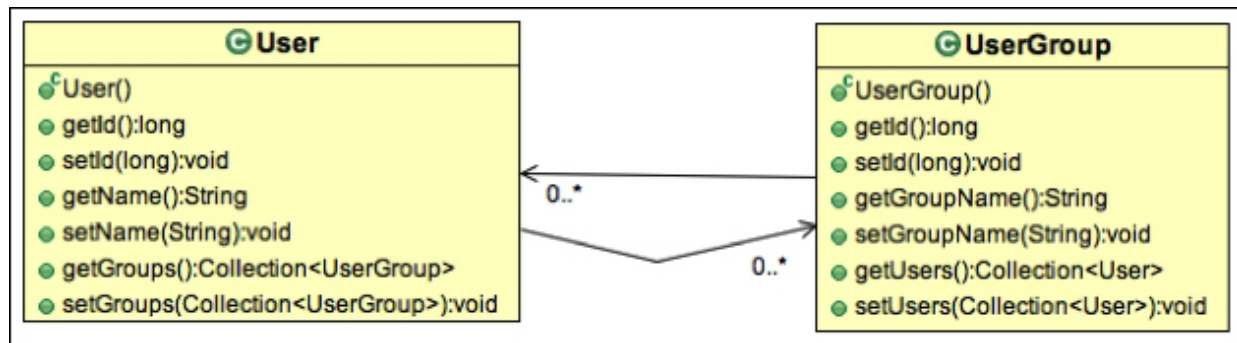 User
User()
getId():long
setId(long):void
getName():String
setName(String):void
getGroups():Collection<UserGroup>
setGroups(Collection<UserGroup>):void
0..*
0..*
UserGroup
UserGroup()
getId():long
setId(long):void
getGroupName():String
setGroupName(String):void
getUsers():Collection<User>
setUsers(Collection<User>):void